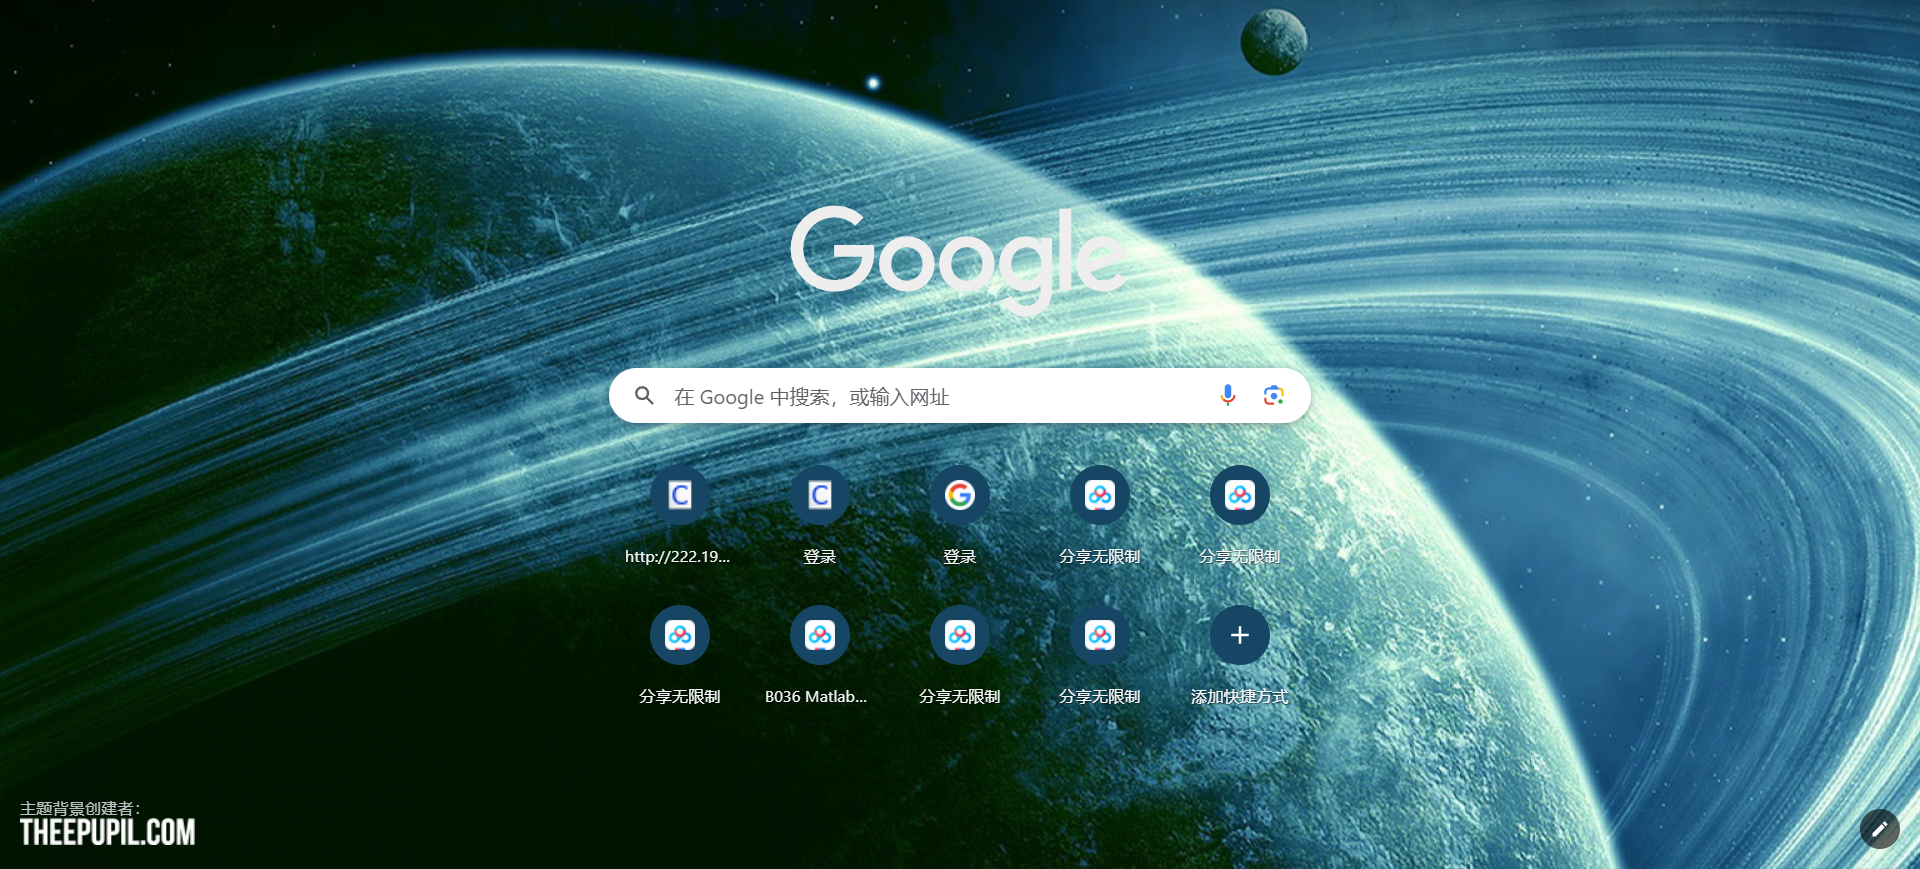 Google
在 Google 中搜索，或输入网址
http://222.19...
登录
登录
分享无限制
分享无限制
分享无限制
B036 Matlab...
分享无限制
分享无限制
添加快捷方式
主题背景创建者：
THEEPUPIL.COM